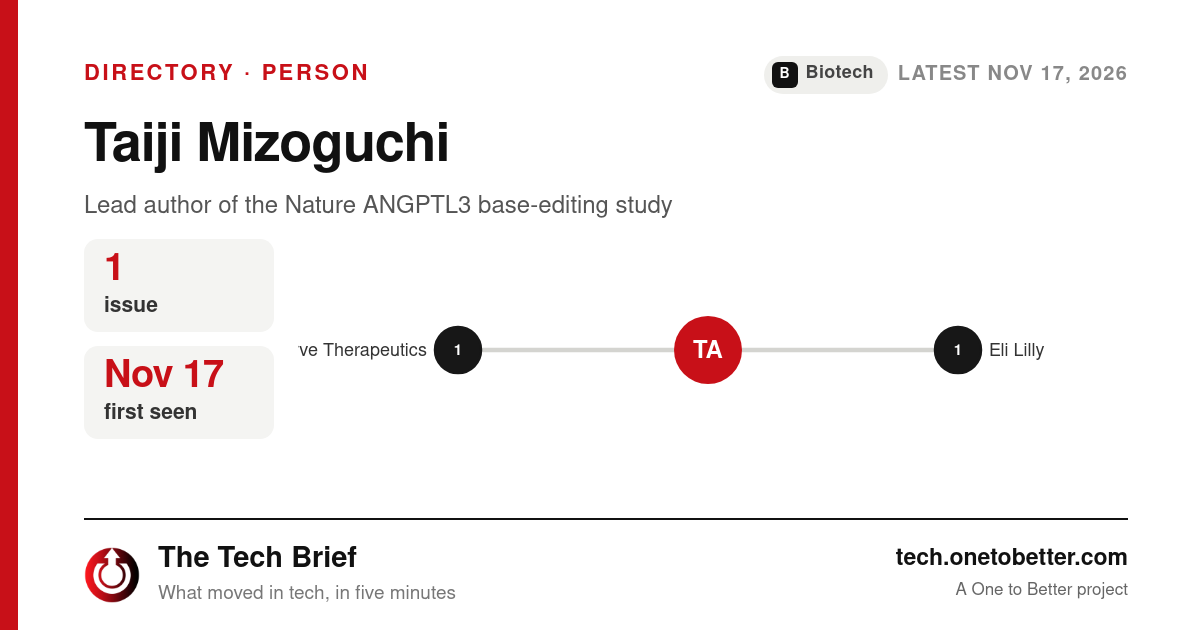 DIRECTORY · PERSON
B Biotech LATEST NOV 17, 2026
Taiji Mizoguchi
Lead author of the Nature ANGPTL3 base-editing study
1
issue
Nov 17
first seen
ve Therapeutics 1 TA 1 Eli Lilly
The Tech Brief
What moved in tech, in five minutes
tech.onetobetter.com
A One to Better project